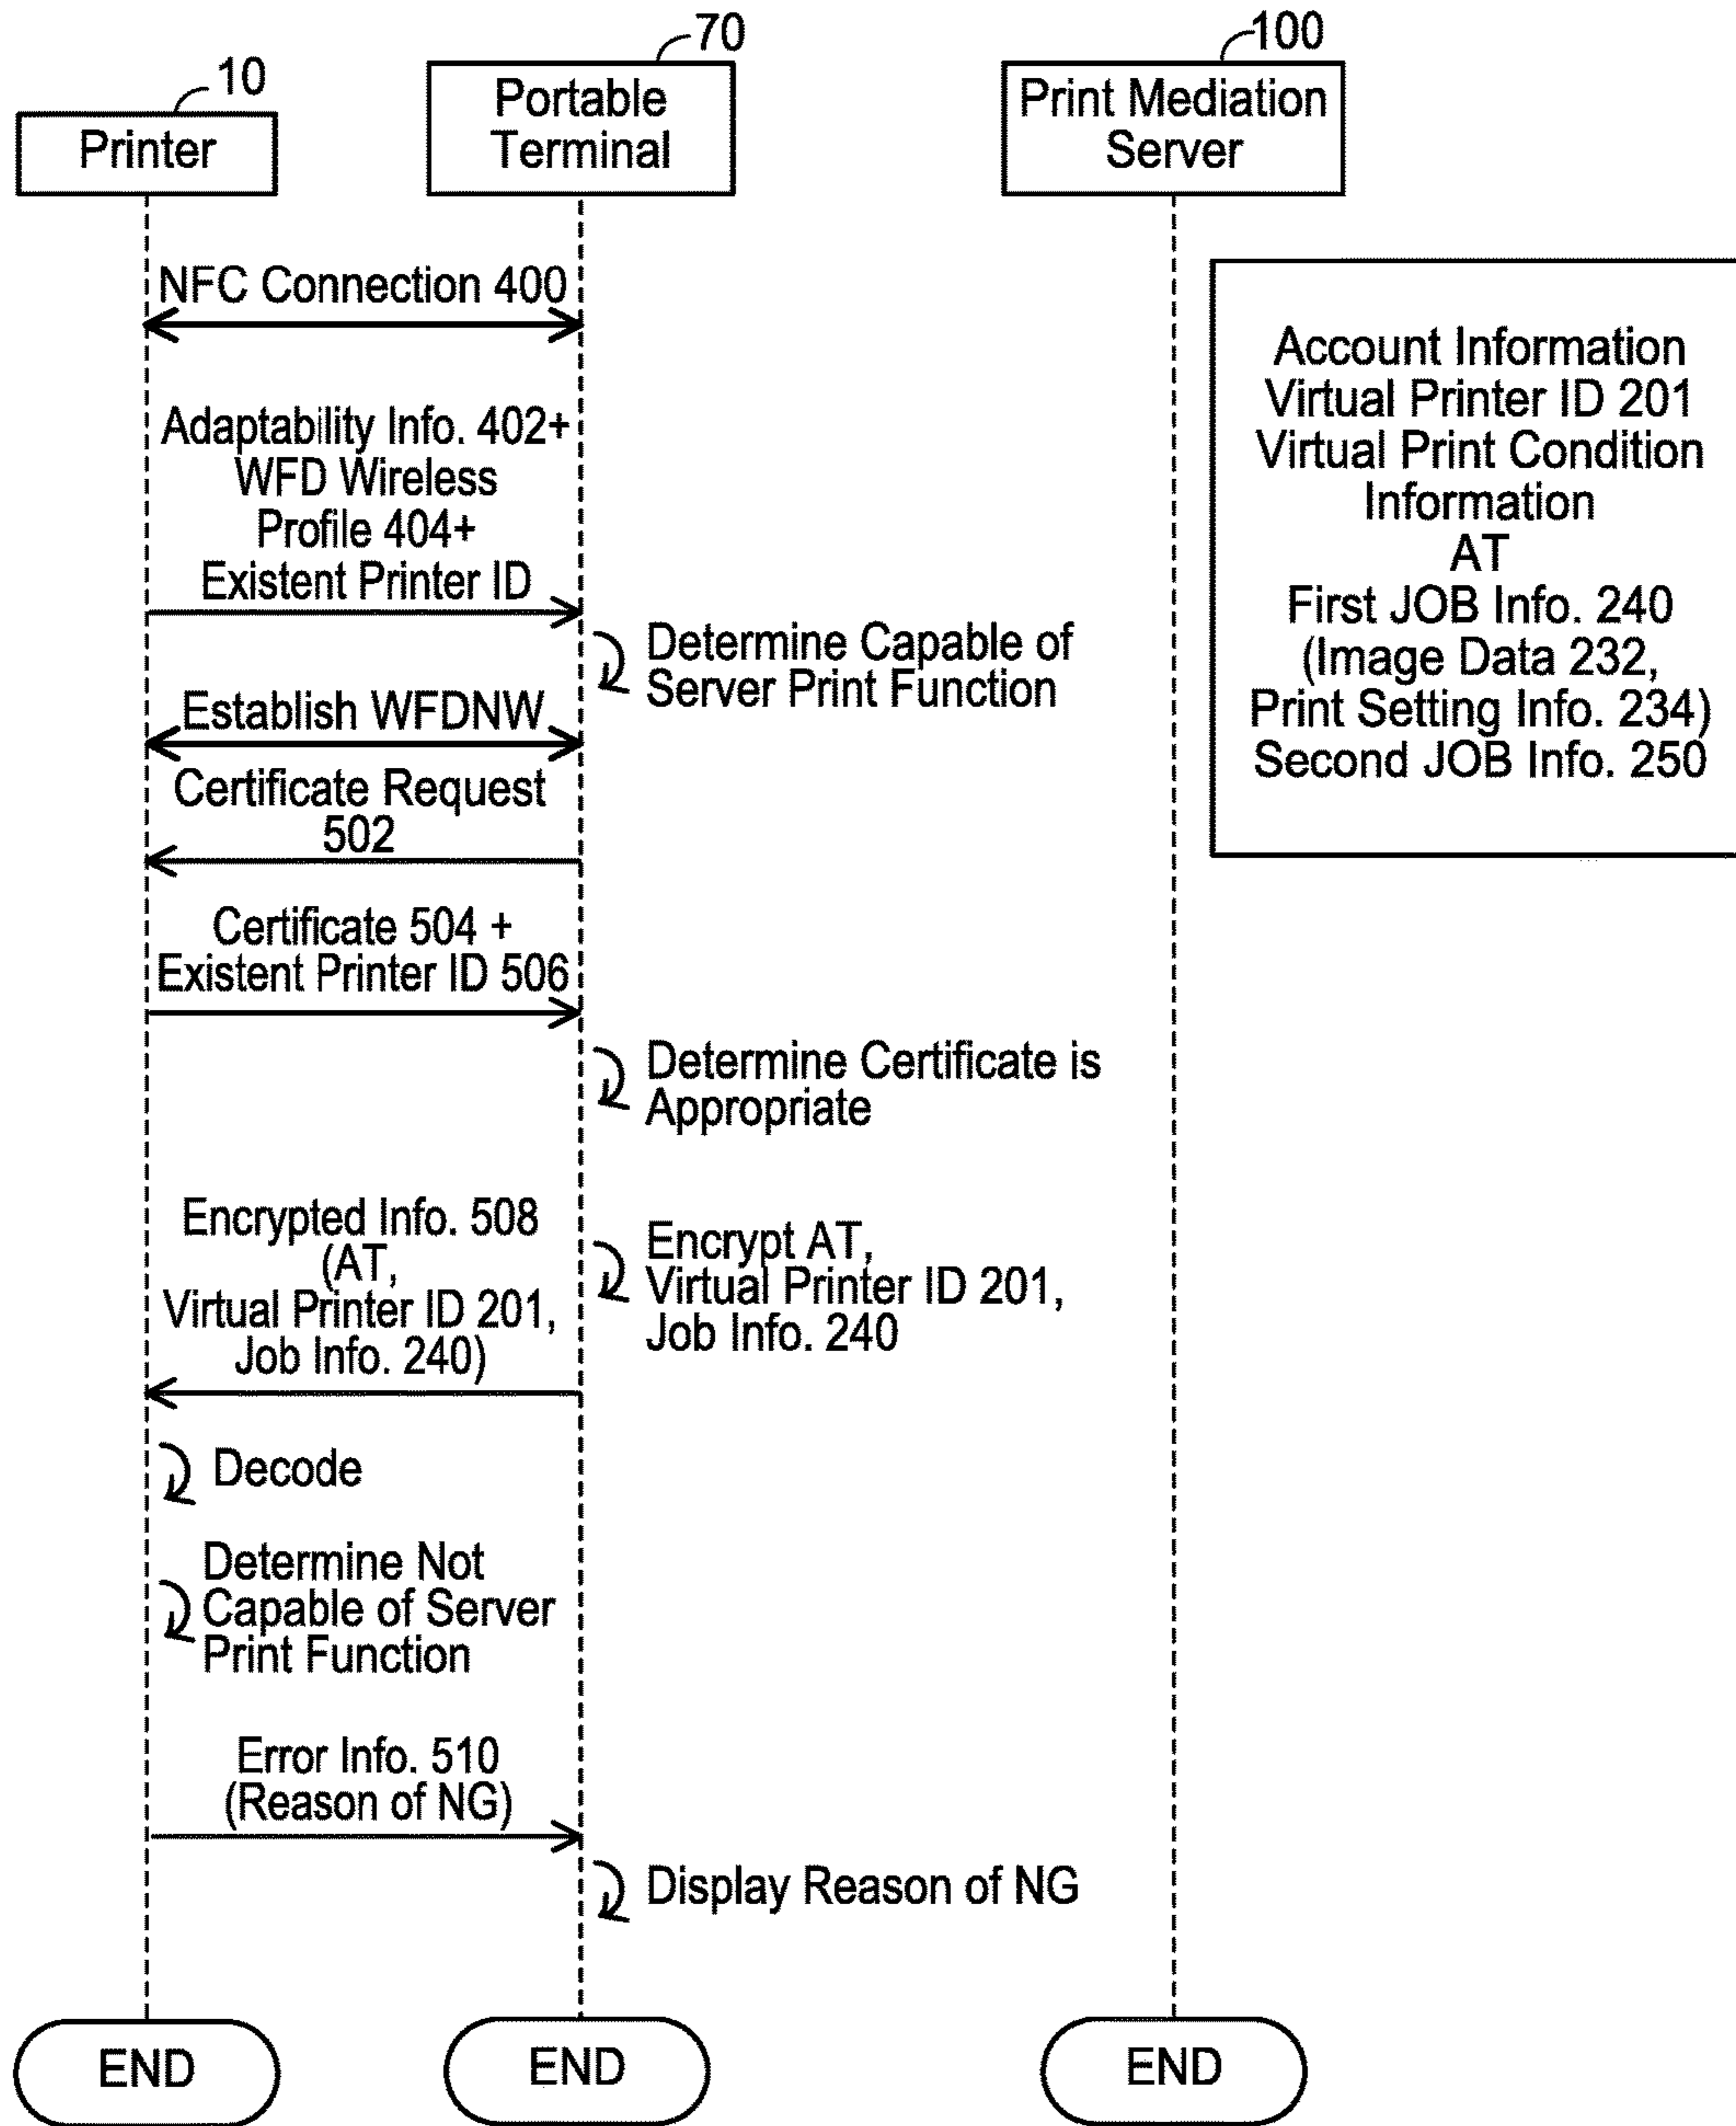 10
Printer
70
Portable
Terminal
100
Print Mediation
Server
NFC Connection 400
Account Information
Virtual Printer ID 201
Virtual Print Condition
Information
AT
First JOB Info. 240
(Image Data 232,
Print Setting Info. 234)
Second JOB Info. 250
Adaptability Info. 402+
WFD Wireless
Profile 404+
Existent Printer ID
Determine Capable of
Server Print Function
Establish WFDNW
Certificate Request
502
Certificate 504 +
Existent Printer ID 506
Determine Certificate is
Appropriate
Encrypt AT,
Virtual Printer ID 201,
Job Info. 240
Encrypted Info. 508
(AT,
Virtual Printer ID 201,
Job Info. 240)
Decode
Determine Not
Capable of Server
Print Function
Error Info. 510
(Reason of NG)
Display Reason of NG
END
END
END